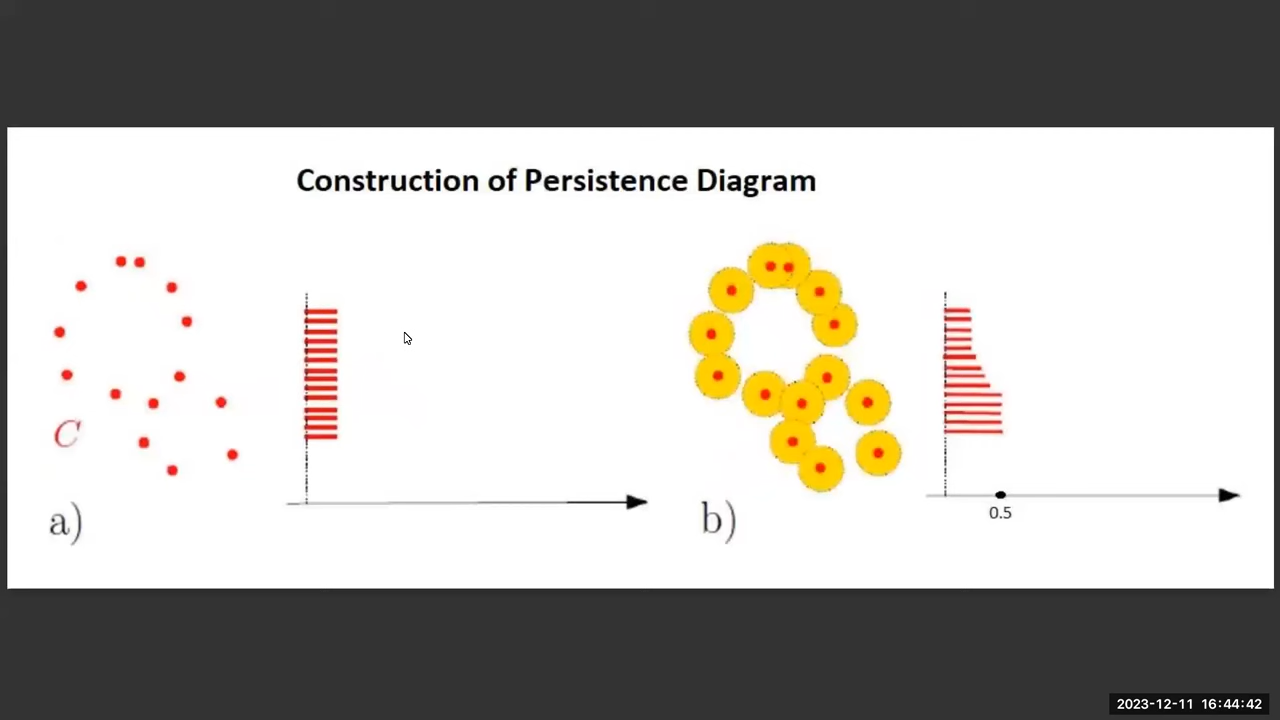 Construction of Persistence Diagram
C
a)
b)
0.5
2023-12-11 16:44:42